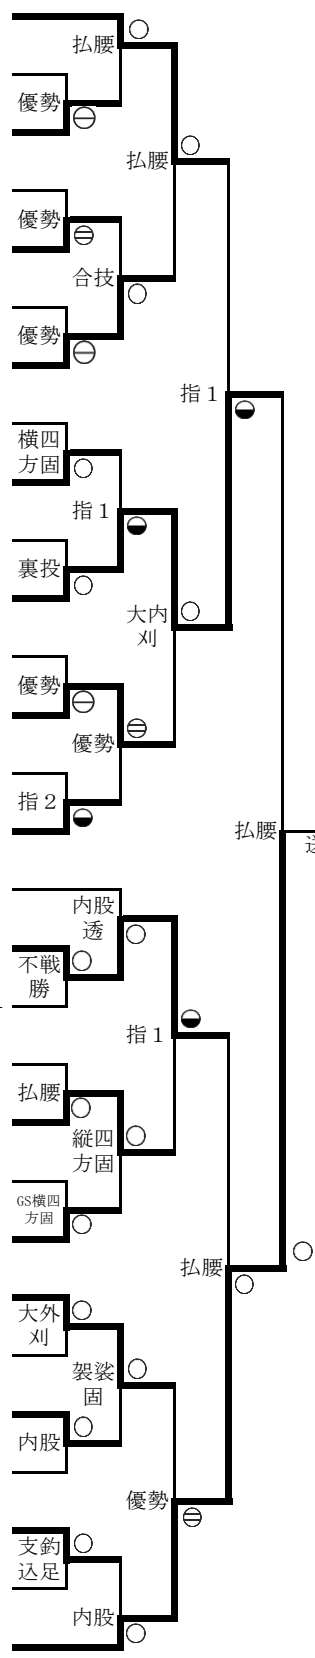 払腰
優勢
払腰
優勢
合技
優勢
指1
横四
方固
指1
裏投
大内
刈
優勢
優勢
指2
払腰
内股
透
不戦
勝
指1
払腰
縦四
方固
GS横四
方固
払腰
大外
刈
袈裟
固
内股
優勢
支釣
込足
内股